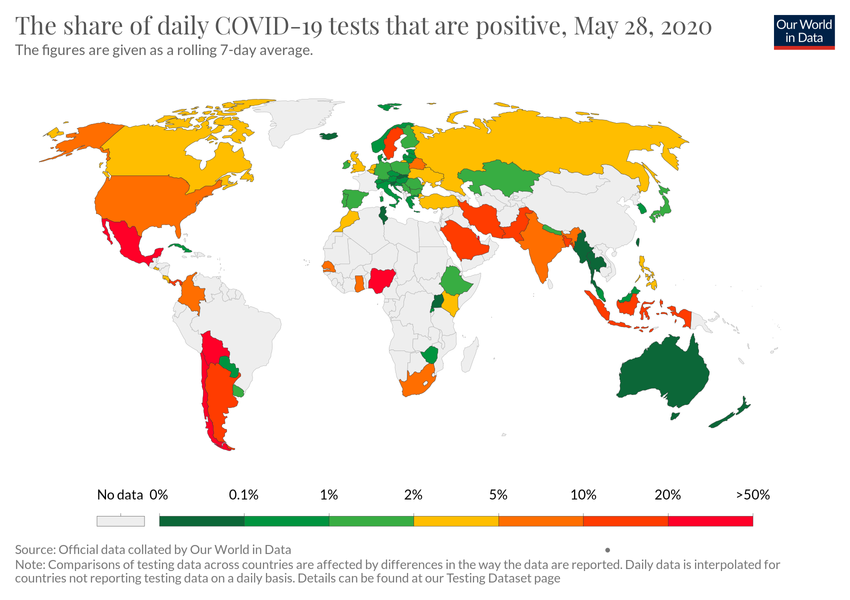 The share of daily COVID-19 tests that are positive, May 28, 2020
The figures are given as a rolling 7-day average.
Our World
in Data
No data 0% 0.1% 1% 2% 5% 10% 20% >50%
Source: Official data collated by Our World in Data
Note: Comparisons of testing data across countries are affected by differences in the way the data are reported. Daily data is interpolated for
countries not reporting testing data on a daily basis. Details can be found at our Testing Dataset page